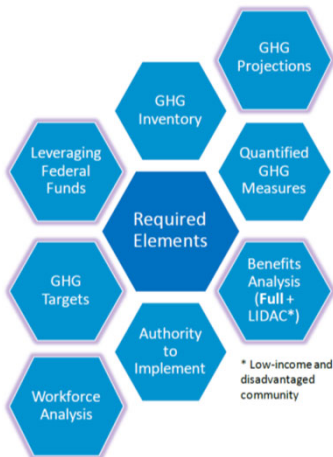 GHG
Projections
GHG
Inventory
Leveraging
Federal
Funds
Quantified
GHG
Measures
Required
Elements
GHG
Targets
Benefits
Analysis
(Full +
LIDAC*)
Authority
to
Implement
* Low-income and
disadvantaged
community
Workforce
Analysis